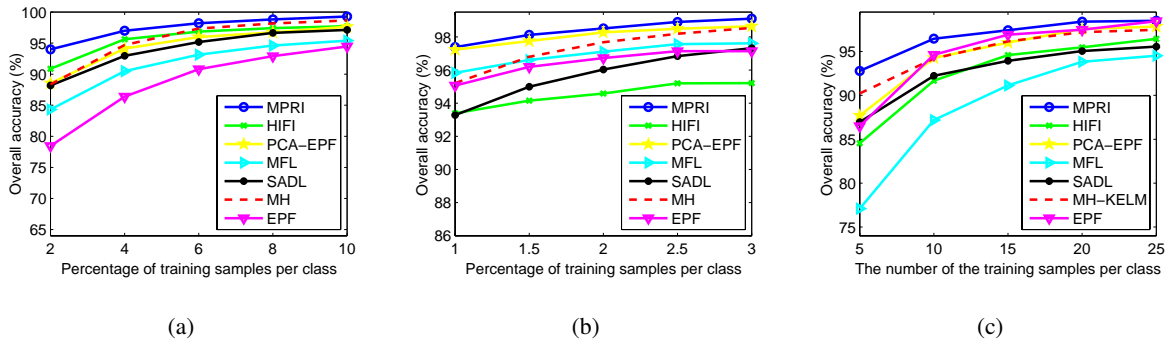 100
95
90
85
80
75
70
65
2
4
6
8
10
Overall accuracy (%)
Percentage of training samples per class
MPRI
HIFI
PCA−EPF
MFL
SADL
MH
EPF
(a)
98
96
94
92
90
88
86
1
1.5
2
2.5
3
Overall accuracy (%)
Percentage of training samples per class
MPRI
HIFI
PCA−EPF
MFL
SADL
MH
EPF
(b)
95
90
85
80
75
5
10
15
20
25
Overall accuracy (%)
The number of the training samples per class
MPRI
HIFI
PCA−EPF
MFL
SADL
MH−KELM
EPF
(c)